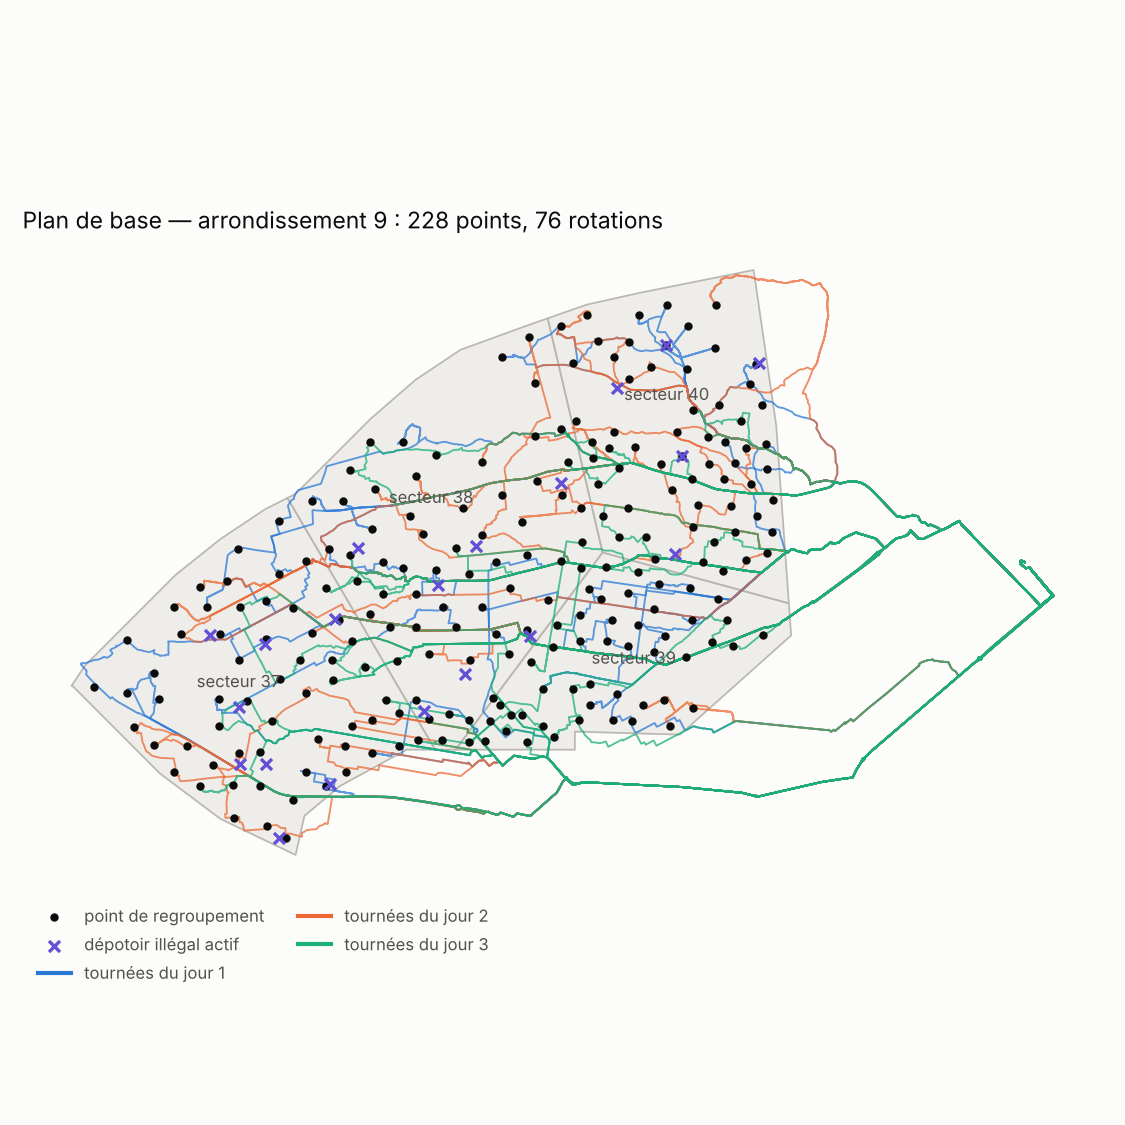 Plan de base — arrondissement 9 : 228 points, 76 rotations
secteur 40
secteur 38
secteur 39
secteur 37
point de regroupement
dépotoir illégal actif
tournées du jour 1
tournées du jour 2
tournées du jour 3